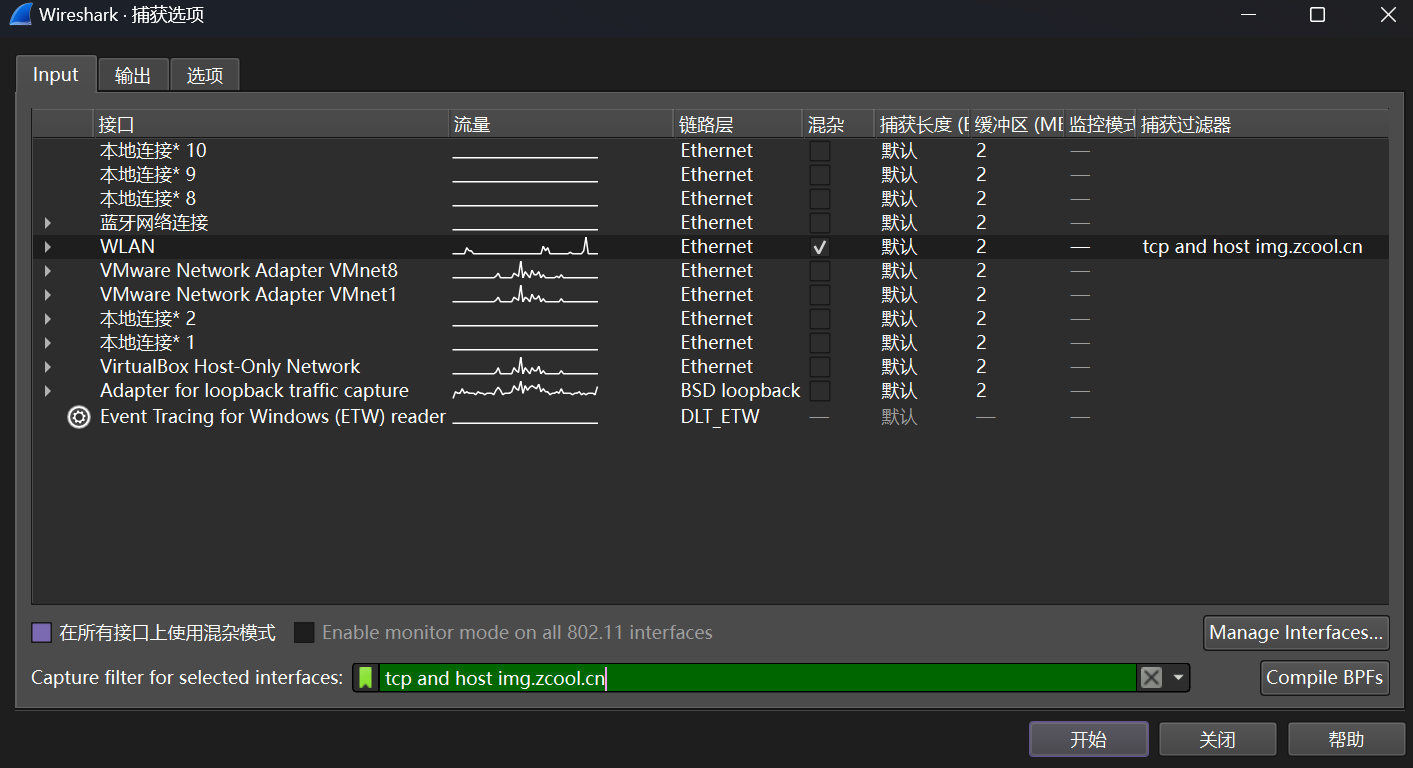 Wireshark · 捕获选项
Input 输出 选项
接口 流量 链路层 混杂 捕获长度 (B 缓冲区 (MB 监控模式 捕获过滤器
本地连接* 10 Ethernet 默认 2 —
本地连接* 9 Ethernet 默认 2 —
本地连接* 8 Ethernet 默认 2 —
蓝牙网络连接 Ethernet 默认 2 —
WLAN Ethernet 默认 2 — tcp and host img.zcool.cn
VMware Network Adapter VMnet8 Ethernet 默认 2 —
VMware Network Adapter VMnet1 Ethernet 默认 2 —
本地连接* 2 Ethernet 默认 2 —
本地连接* 1 Ethernet 默认 2 —
VirtualBox Host-Only Network Ethernet 默认 2 —
Adapter for loopback traffic capture BSD loopback 默认 2 —
Event Tracing for Windows (ETW) reader DLT_ETW — 默认 — —
在所有接口上使用混杂模式 Enable monitor mode on all 802.11 interfaces Manage Interfaces...
Capture filter for selected interfaces: tcp and host img.zcool.cn Compile BPFs
开始 关闭 帮助